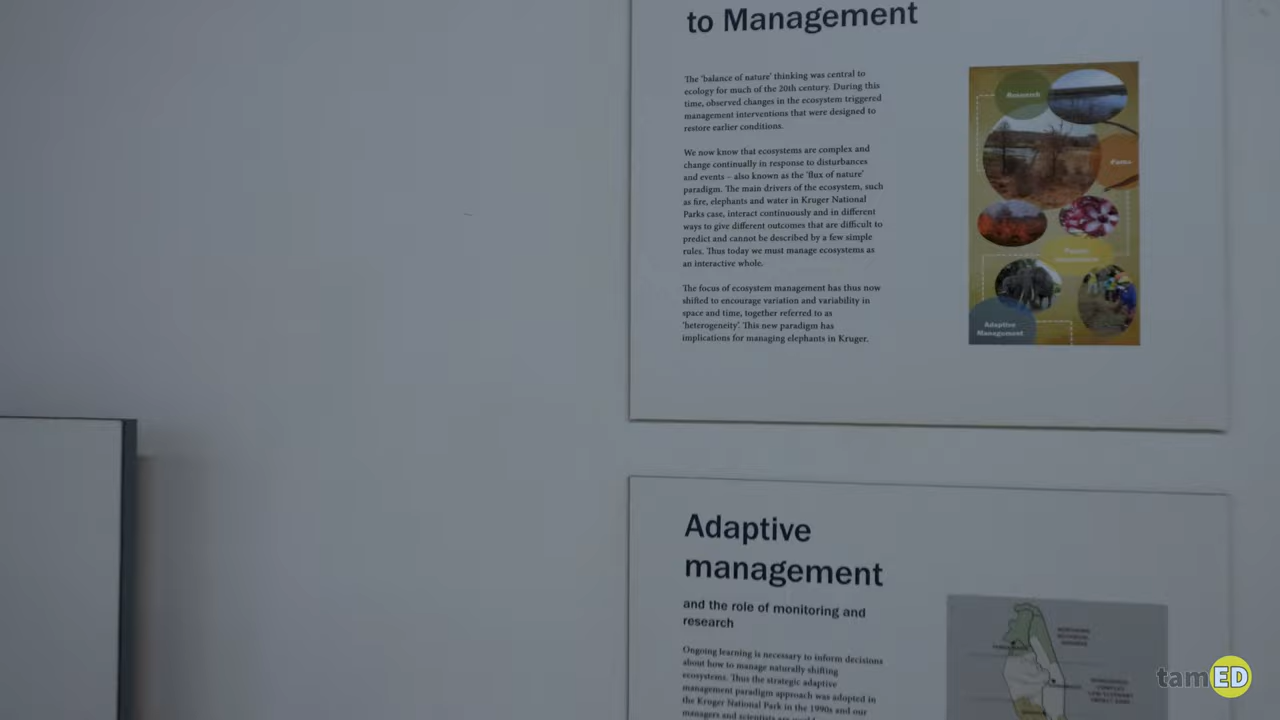 to Management
The 'balance of nature' thinking was central to
ecology for much of the 20th century. During this
time, observed changes in the ecosystem triggered
management interventions that were designed to
restore earlier conditions.
We now know that ecosystems are complex and
change continually in response to disturbances
and events – also known as the 'flux of nature'
paradigm. The main drivers of the ecosystem, such
as fire, elephants and water in Kruger National
Parks case, interact continuously and in different
ways to give different outcomes that are difficult to
predict and cannot be described by a few simple
rules. Thus today we must manage ecosystems as
an interactive whole.
The focus of ecosystem management has thus now
shifted to encourage variation and variability in
space and time, together referred to as
'heterogeneity'. This new paradigm has
implications for managing elephants in Kruger.
Research
Adaptive
Management
Adaptive
management
and the role of monitoring and
research
Ongoing learning is necessary to inform decisions
about how to manage naturally shifting
ecosystems. Thus the strategic adaptive
management paradigm approach was adopted in
the Kruger National Park in the 1990s and our
managers and scientists are
tamED